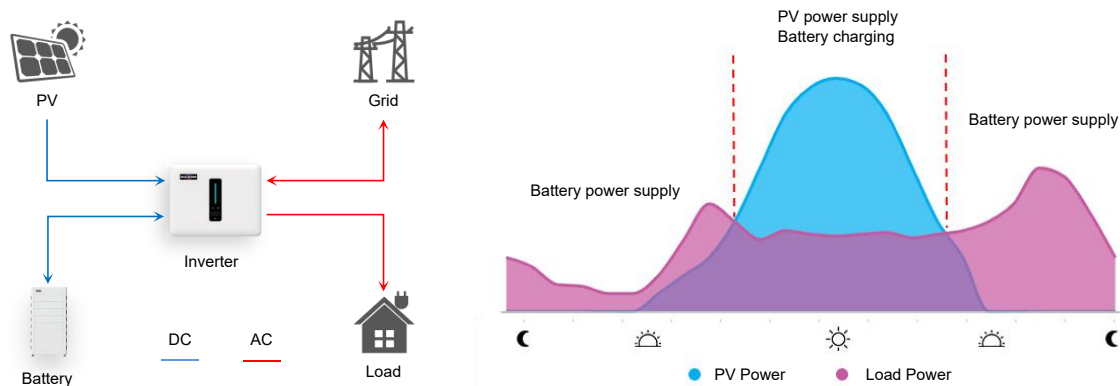 PV
Grid
Inverter
Battery
DC
AC
Load
PV power supply
Battery charging
Battery power supply
Battery power supply
PV Power
Load Power